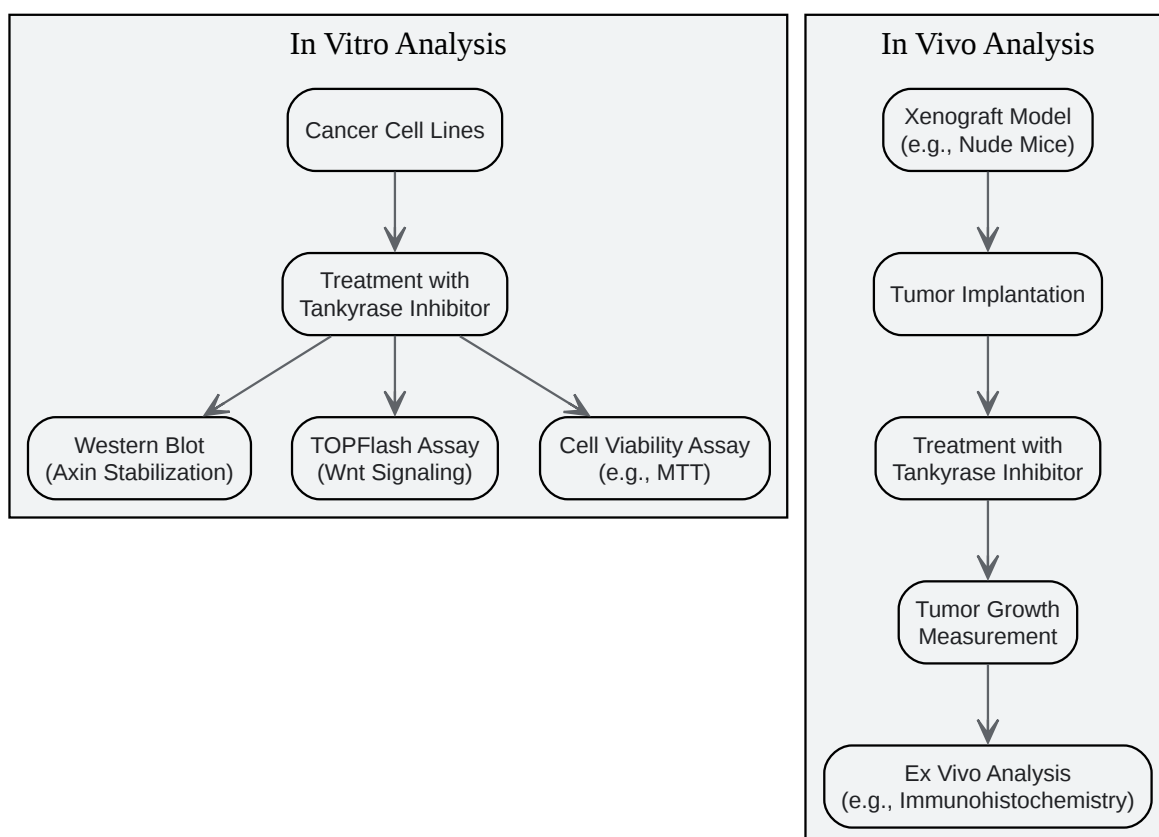 In Vitro Analysis
Cancer Cell Lines
Treatment with
Tankyrase Inhibitor
Western Blot
(Axin Stabilization)
TOPFlash Assay
(Wnt Signaling)
Cell Viability Assay
(e.g., MTT)
In Vivo Analysis
Xenograft Model
(e.g., Nude Mice)
Tumor Implantation
Treatment with
Tankyrase Inhibitor
Tumor Growth
Measurement
Ex Vivo Analysis
(e.g., Immunohistochemistry)